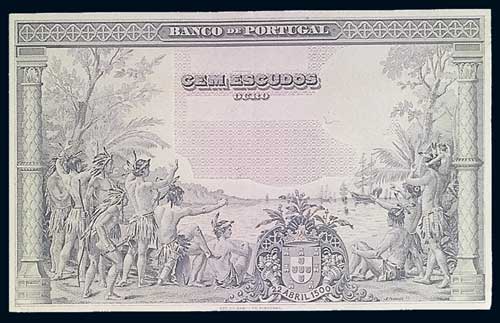 BANCO DE PORTUGAL
CEM ESCUDOS
OURO
22 ABRIL 1500